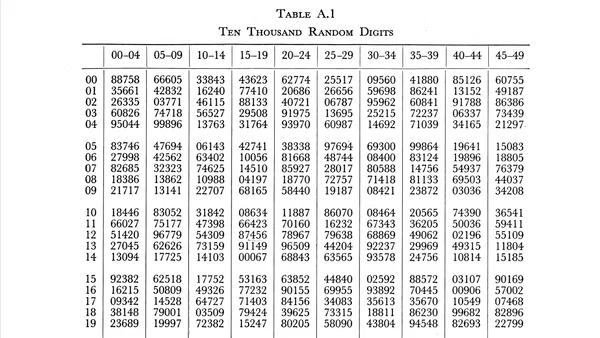 TABLE A.1
TEN THOUSAND RANDOM DIGITS
00–04 05–09 10–14 15–19 20–24 25–29 30–34 35–39 40–44 45–49
00 88758 66605 33843 43623 62774 25517 09560 41880 85126 60755
01 35661 42832 16240 77410 20686 26656 59698 86241 13152 49187
02 26335 03771 46115 88133 40721 06787 95962 60841 91788 86386
03 60826 74718 56527 29508 91975 13695 25215 72237 06337 73439
04 95044 99896 13763 31764 93970 60987 14692 71039 34165 21297
05 83746 47694 06143 42741 38338 97694 69300 99864 19641 15083
06 27998 42562 63402 10056 81668 48744 08400 83124 19896 18805
07 82685 32323 74625 14510 85927 28017 80588 14756 54937 76379
08 18386 13862 10988 04197 18770 72757 71418 81133 69503 44037
09 21717 13141 22707 68165 58440 19187 08421 23872 03036 34208
10 18446 83052 31842 08634 11887 86070 08464 20565 74390 36541
11 66027 75177 47398 66423 70160 16232 67343 36205 50036 59411
12 51420 96779 54309 87456 78967 79638 68869 49062 02196 55109
13 27045 62626 73159 91149 96509 44204 92237 29969 49315 11804
14 13094 17725 14103 00067 68843 63565 93578 24756 10814 15185
15 92382 62518 17752 53163 63852 44840 02592 88572 03107 90169
16 16215 50809 49326 77232 90155 69955 93892 70445 00906 57002
17 09342 14528 64727 71403 84156 34083 35613 35670 10549 07468
18 38148 79001 03509 79424 39625 73315 18811 86230 99682 82896
19 23689 19997 72382 15247 80205 58090 43804 94548 82693 22799